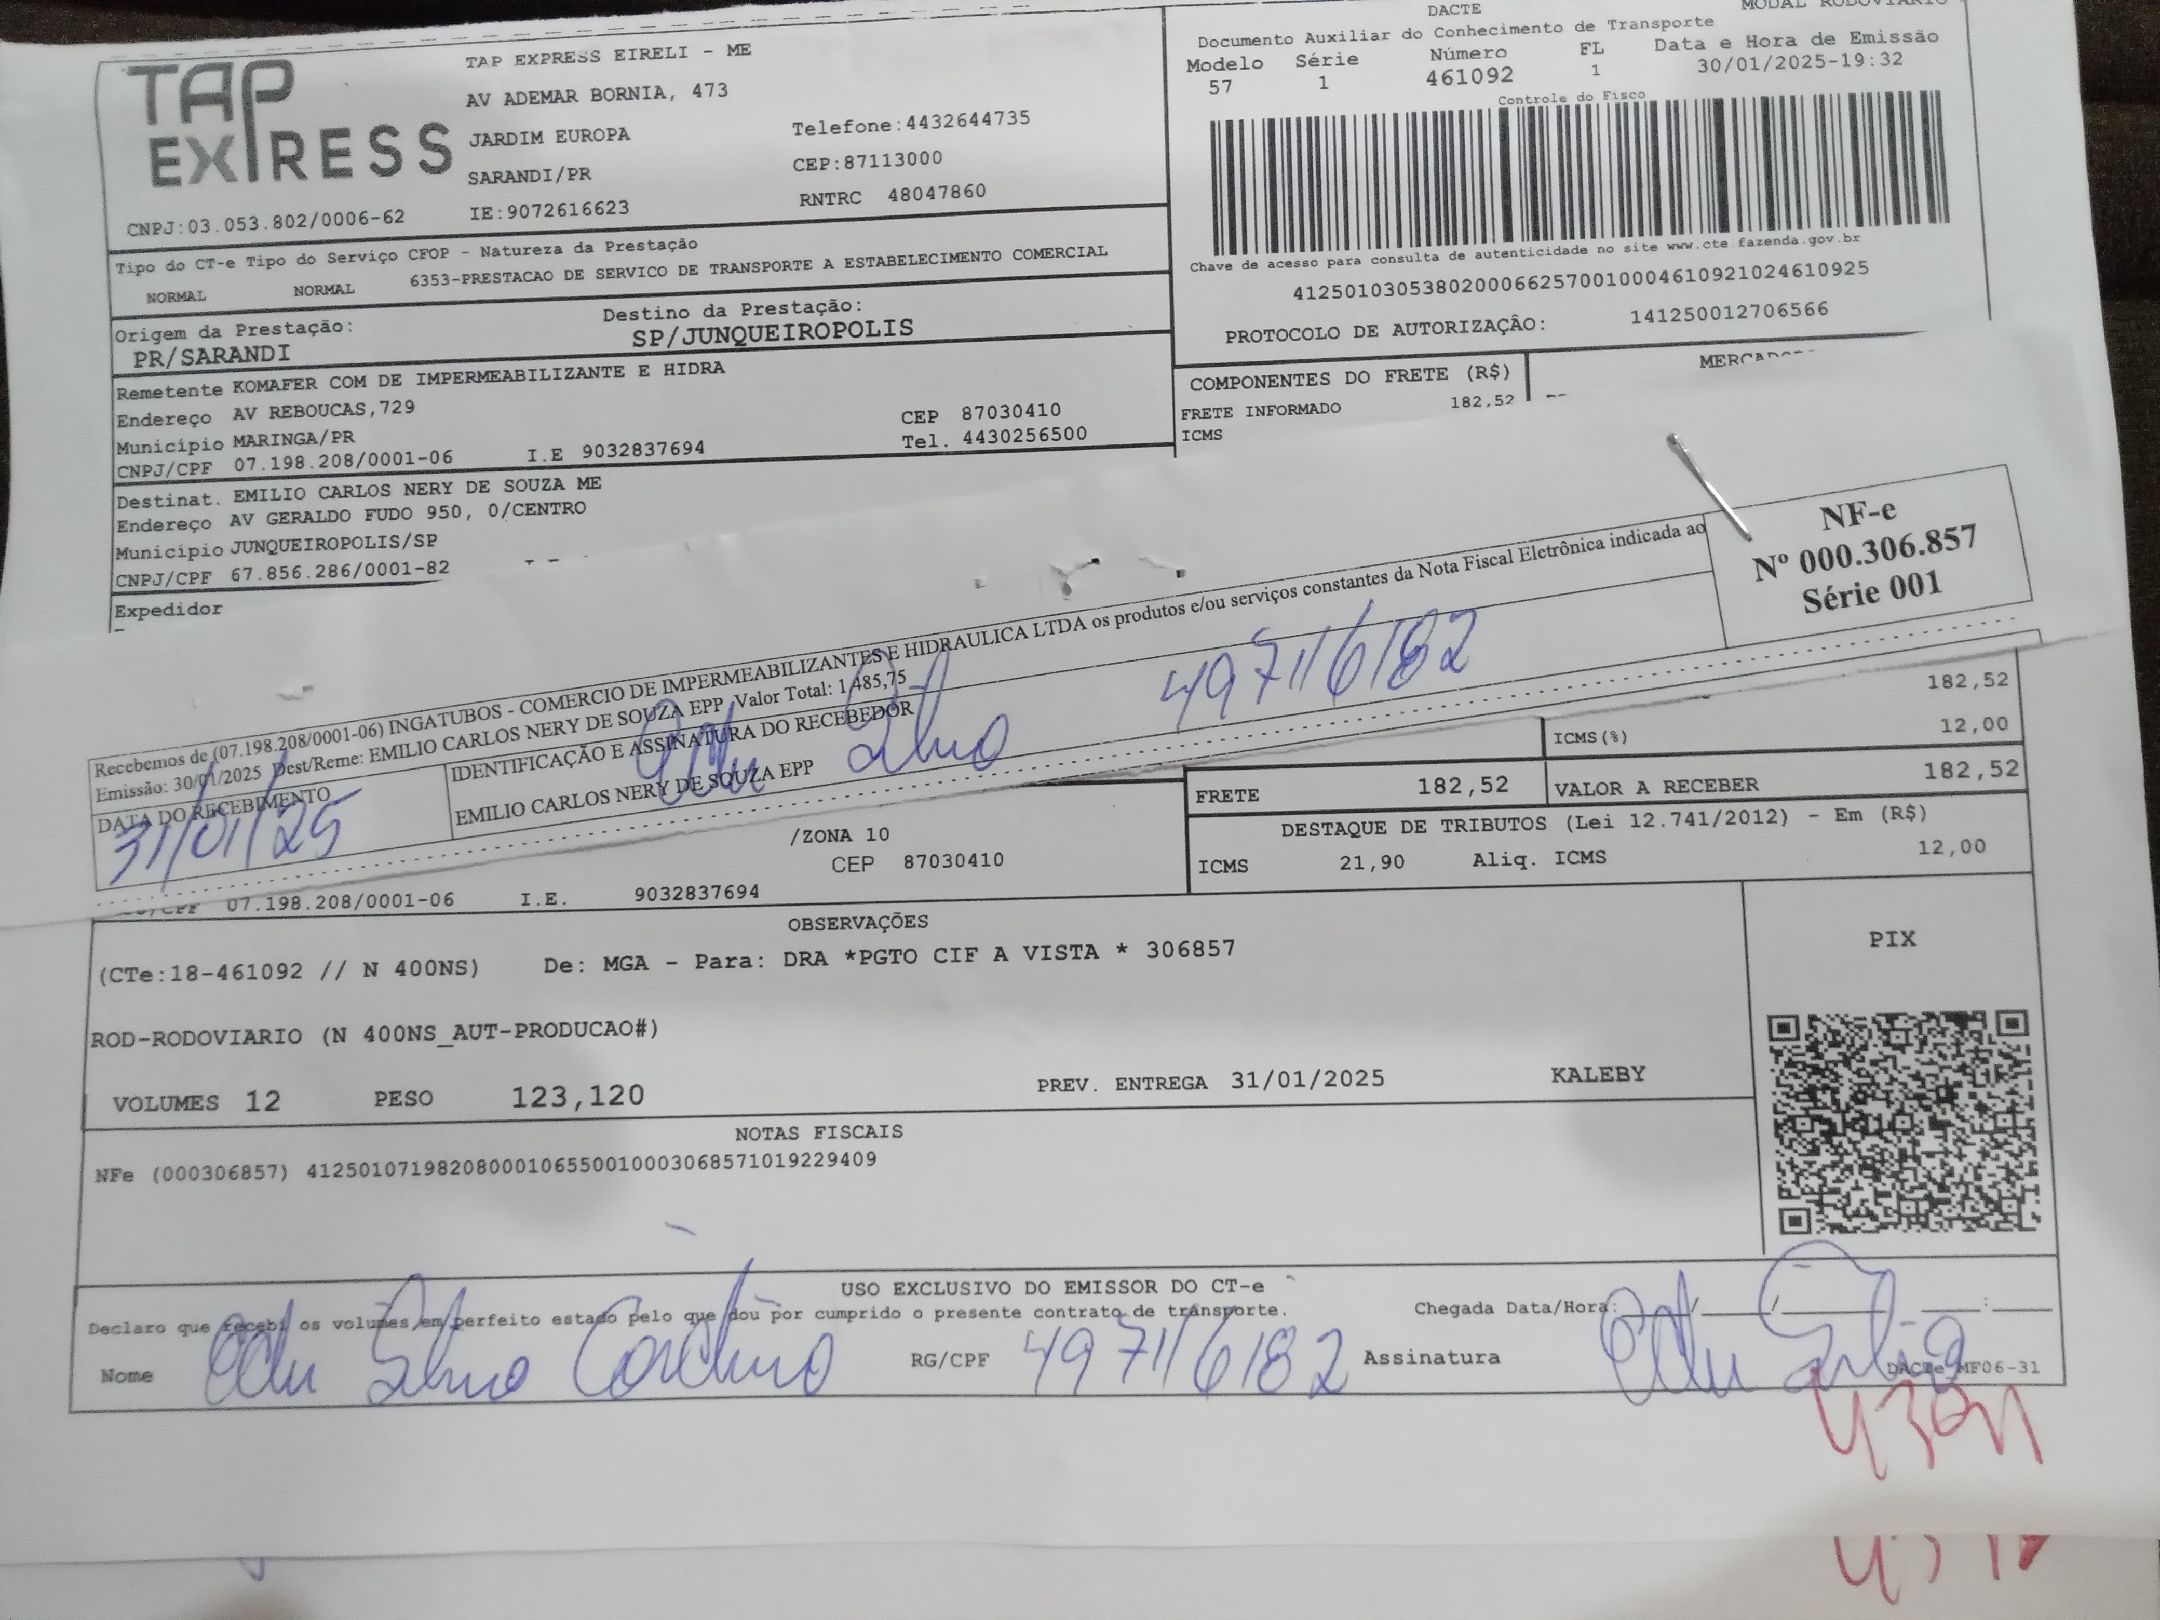 TAP
EXPRESS
TAP EXPRESS EIRELI - ME
AV ADEMAR BORNIA, 473
JARDIM EUROPA
Telefone:4432644735
SARANDI/PR
CEP:87113000
CNPJ:03.053.802/0006-62
IE:9072616623
RNTRC 48047860
DACTE
MODAL RODOVIARIO
Documento Auxiliar do Conhecimento de Transporte
Modelo Série Número FL Data e Hora de Emissão
57 1 461092 1 30/01/2025-19:32
Controle do Fisco
Chave de acesso para consulta de autenticidade no site www.cte.fazenda.gov.br
41250103053802000662570010004610921024610925
PROTOCOLO DE AUTORIZAÇÂO: 141250012706566
Tipo do CT-e Tipo do Serviço CFOP - Natureza da Prestação
NORMAL NORMAL 6353-PRESTACAO DE SERVICO DE TRANSPORTE A ESTABELECIMENTO COMERCIAL
Origem da Prestação: Destino da Prestação:
PR/SARANDI SP/JUNQUEIROPOLIS
Remetente KOMAFER COM DE IMPERMEABILIZANTE E HIDRA
Endereço AV REBOUCAS,729
CEP 87030410
Município MARINGA/PR
Tel. 4430256500
CNPJ/CPF 07.198.208/0001-06 I.E 9032837694
COMPONENTES DO FRETE (R$)
FRETE INFORMADO 182,52
ICMS
Destinat. EMILIO CARLOS NERY DE SOUZA ME
Endereço AV GERALDO FUDO 950, 0/CENTRO
Município JUNQUEIROPOLIS/SP
CNPJ/CPF 67.856.286/0001-82
Expedidor
NF-e
Nº 000.306.857
Série 001
Recebemos de (07.198.208/0001-06) INGATUBOS - COMERCIO DE IMPERMEABILIZANTES E HIDRAULICA LTDA os produtos e/ou serviços constantes da Nota Fiscal Eletrônica indicada ao
Emissão: 30/01/2025 Dest/Reme: EMILIO CARLOS NERY DE SOUZA EPP Valor Total: 1.485,75
DATA DO RECEBIMENTO
31/01/25
IDENTIFICAÇÃO E ASSINATURA DO RECEBEDOR
EMILIO CARLOS NERY DE SOUZA EPP
497116182
182,52
ICMS(%) 12,00
FRETE 182,52 VALOR A RECEBER 182,52
DESTAQUE DE TRIBUTOS (Lei 12.741/2012) - Em (R$)
ICMS 21,90 Aliq. ICMS 12,00
/ZONA 10
CEP 87030410
07.198.208/0001-06 I.E. 9032837694
OBSERVAÇÕES
(CTe:18-461092 // N 400NS) De: MGA - Para: DRA *PGTO CIF A VISTA * 306857
ROD-RODOVIARIO (N 400NS_AUT-PRODUCAO#)
VOLUMES 12 PESO 123,120 PREV. ENTREGA 31/01/2025 KALEBY
PIX
NOTAS FISCAIS
NFe (000306857) 41250107198208000106550010003068571019229409
USO EXCLUSIVO DO EMISSOR DO CT-e
Declaro que recebi os volumes em perfeito estado pelo que dou por cumprido o presente contrato de transporte. Chegada Data/Hora:
Nome RG/CPF 497116182 Assinatura
DACTe MF06-31